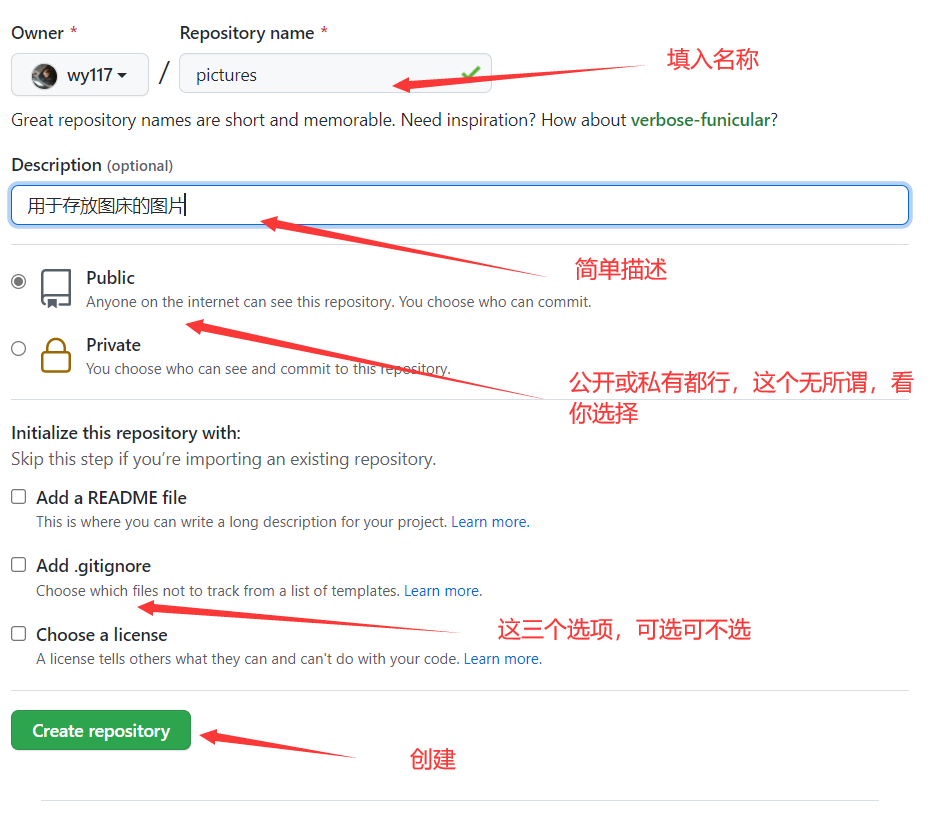 Owner *
Repository name *
wy117
/
pictures
填入名称
Great repository names are short and memorable. Need inspiration? How about verbose-funicular?
Description (optional)
用于存放图床的图片
简单描述
Public
Anyone on the internet can see this repository. You choose who can commit.
Private
You choose who can see and commit to this repository.
公开或私有都行，这个无所谓，看
你选择
Initialize this repository with:
Skip this step if you’re importing an existing repository.
Add a README file
This is where you can write a long description for your project. Learn more.
Add .gitignore
Choose which files not to track from a list of templates. Learn more.
这三个选项，可选可不选
Choose a license
A license tells others what they can and can't do with your code. Learn more.
Create repository
创建